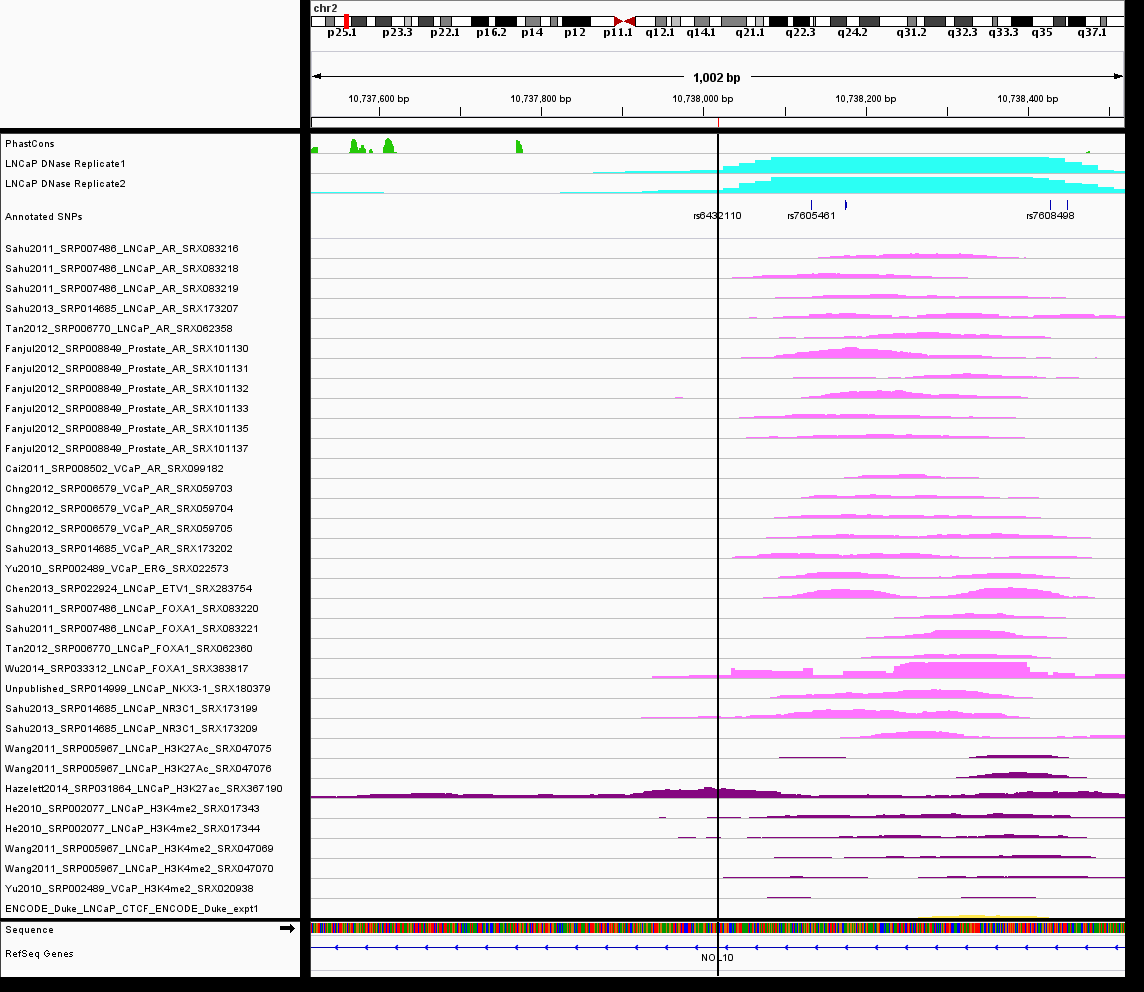 chr2
p25.1 p23.3 p22.1 p16.2 p14 p12 p11.1 q12.1 q14.1 q21.1 q22.3 q24.2 q31.2 q32.3 q33.3 q35 q37.1
1,002 bp
10,737,600 bp 10,737,800 bp 10,738,000 bp 10,738,200 bp 10,738,400 bp
PhastCons
LNCaP DNase Replicate1
LNCaP DNase Replicate2
Annotated SNPs rs6432110 rs7605461 rs7608498
Sahu2011_SRP007486_LNCaP_AR_SRX083216
Sahu2011_SRP007486_LNCaP_AR_SRX083218
Sahu2011_SRP007486_LNCaP_AR_SRX083219
Sahu2013_SRP014685_LNCaP_AR_SRX173207
Tan2012_SRP006770_LNCaP_AR_SRX062358
Fanjul2012_SRP008849_Prostate_AR_SRX101130
Fanjul2012_SRP008849_Prostate_AR_SRX101131
Fanjul2012_SRP008849_Prostate_AR_SRX101132
Fanjul2012_SRP008849_Prostate_AR_SRX101133
Fanjul2012_SRP008849_Prostate_AR_SRX101135
Fanjul2012_SRP008849_Prostate_AR_SRX101137
Cai2011_SRP008502_VCaP_AR_SRX099182
Chng2012_SRP006579_VCaP_AR_SRX059703
Chng2012_SRP006579_VCaP_AR_SRX059704
Chng2012_SRP006579_VCaP_AR_SRX059705
Sahu2013_SRP014685_VCaP_AR_SRX173202
Yu2010_SRP002489_VCaP_ERG_SRX022573
Chen2013_SRP022924_LNCaP_ETV1_SRX283754
Sahu2011_SRP007486_LNCaP_FOXA1_SRX083220
Sahu2011_SRP007486_LNCaP_FOXA1_SRX083221
Tan2012_SRP006770_LNCaP_FOXA1_SRX062360
Wu2014_SRP033312_LNCaP_FOXA1_SRX383817
Unpublished_SRP014999_LNCaP_NKX3-1_SRX180379
Sahu2013_SRP014685_LNCaP_NR3C1_SRX173199
Sahu2013_SRP014685_LNCaP_NR3C1_SRX173209
Wang2011_SRP005967_LNCaP_H3K27Ac_SRX047075
Wang2011_SRP005967_LNCaP_H3K27Ac_SRX047076
Hazelett2014_SRP031864_LNCaP_H3K27ac_SRX367190
He2010_SRP002077_LNCaP_H3K4me2_SRX017343
He2010_SRP002077_LNCaP_H3K4me2_SRX017344
Wang2011_SRP005967_LNCaP_H3K4me2_SRX047069
Wang2011_SRP005967_LNCaP_H3K4me2_SRX047070
Yu2010_SRP002489_VCaP_H3K4me2_SRX020938
ENCODE_Duke_LNCaP_CTCF_ENCODE_Duke_expt1
Sequence
RefSeq Genes
NOL10